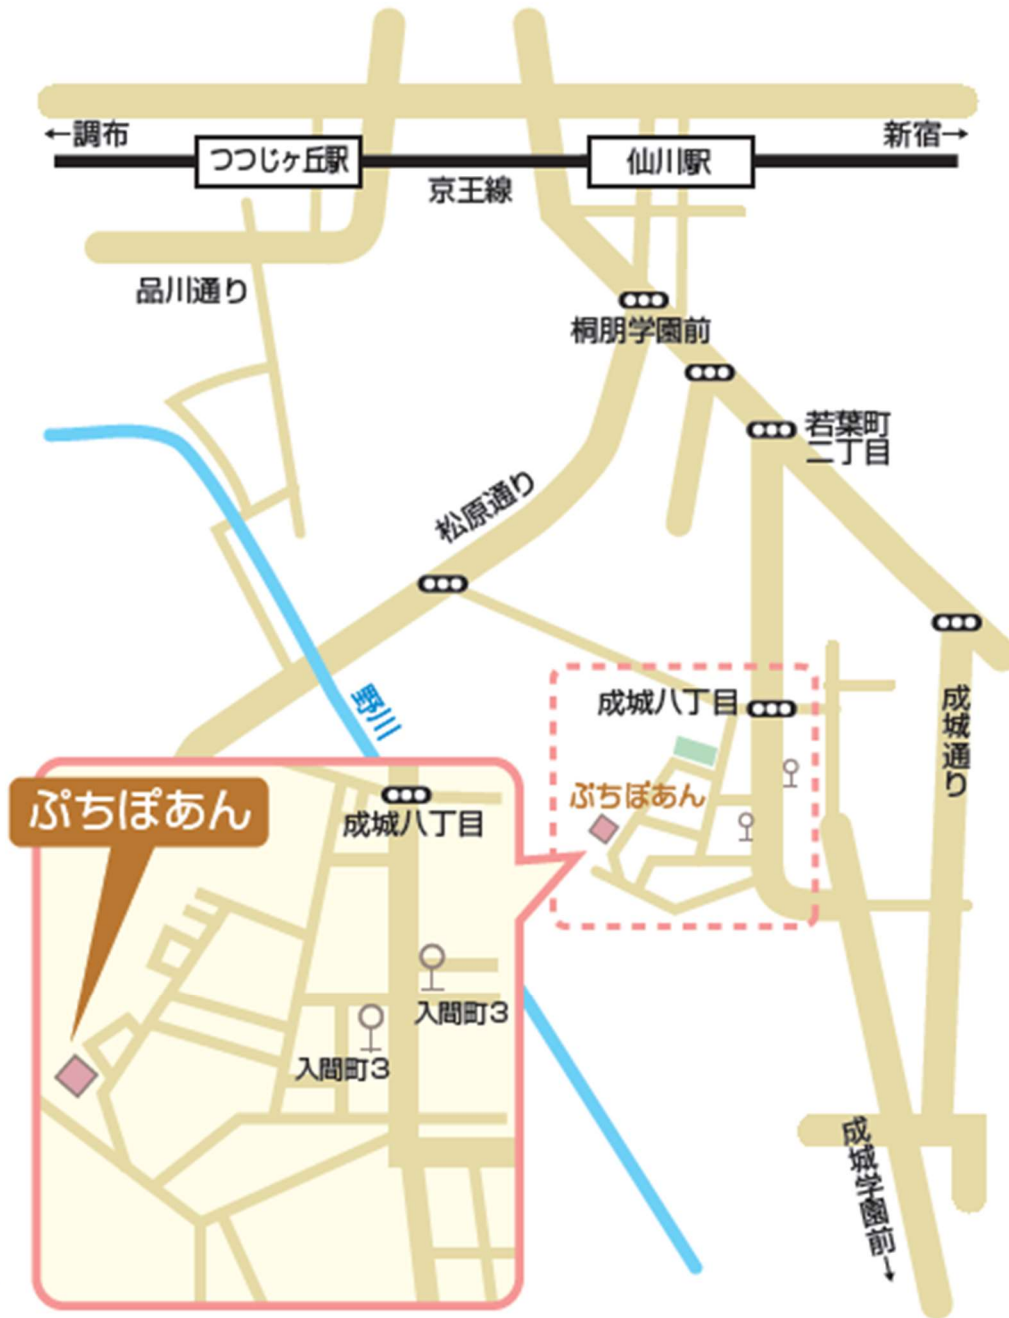 ←調布
新宿→
つつじヶ丘駅
仙川駅
京王線
品川通り
桐朋学園前
若葉町
二丁目
松原通り
野川
成城八丁目
成城通り
ぷちぽあん
ぷちぽあん
成城八丁目
入間町3
入間町3
成城学園前→